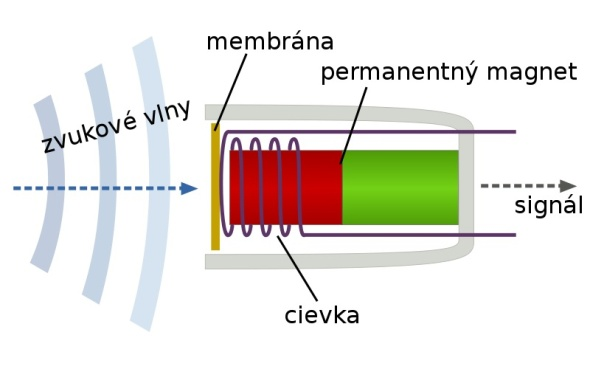 membrána
permanentný magnet
zvukové vlny
signál
cievka